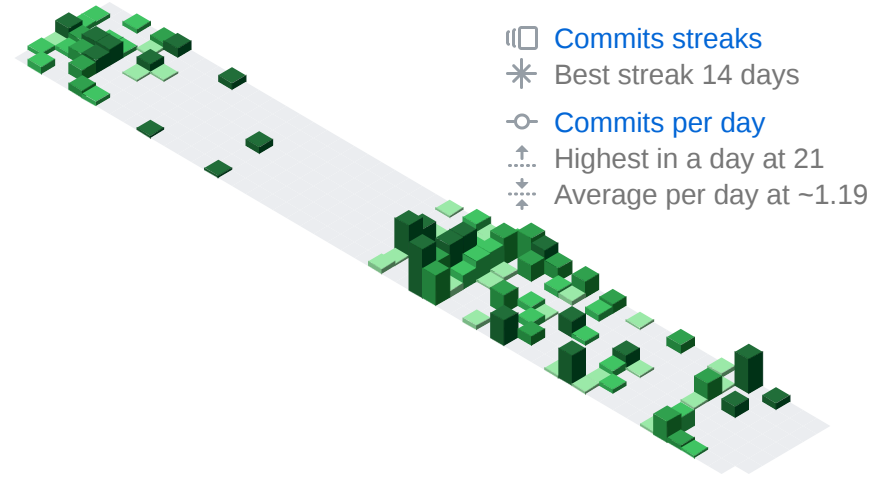 Commits streaks
Best streak 14 days
Commits per day
Highest in a day at 21
Average per day at ~1.19